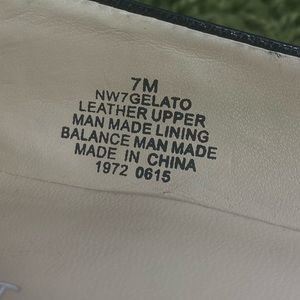 7M
NW7GELATO
LEATHER UPPER
MAN MADE LINING
BALANCE MAN MADE
MADE IN CHINA
1972 0615